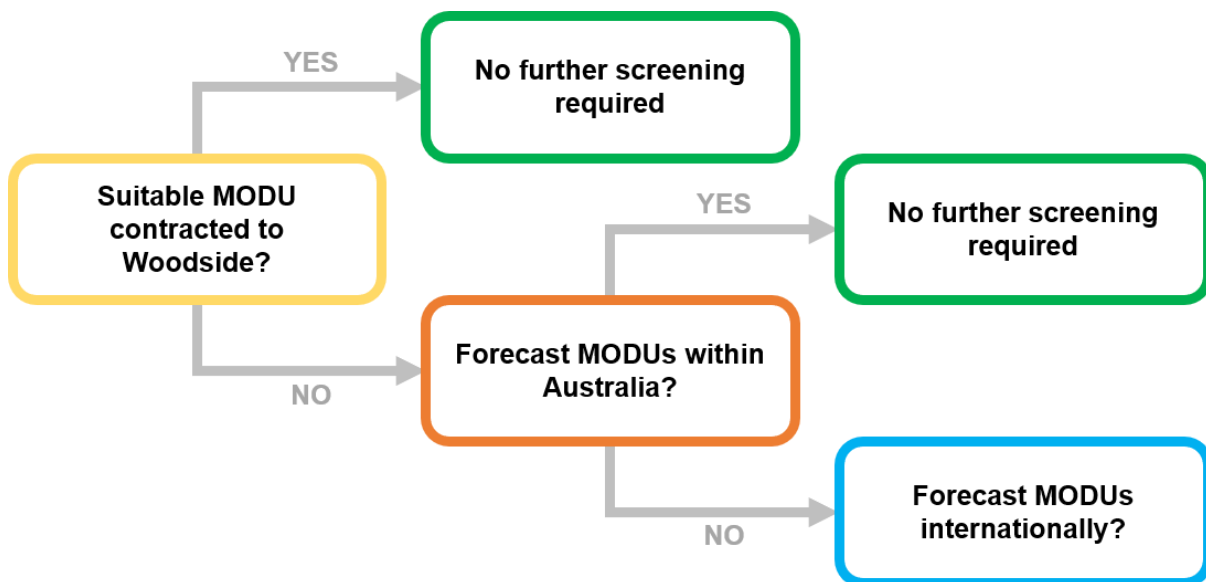 YES
No further screening
required
Suitable MODU
contracted to
Woodside?
YES
No further screening
required
NO
Forecast MODUs within
Australia?
NO
Forecast MODUs
internationally?